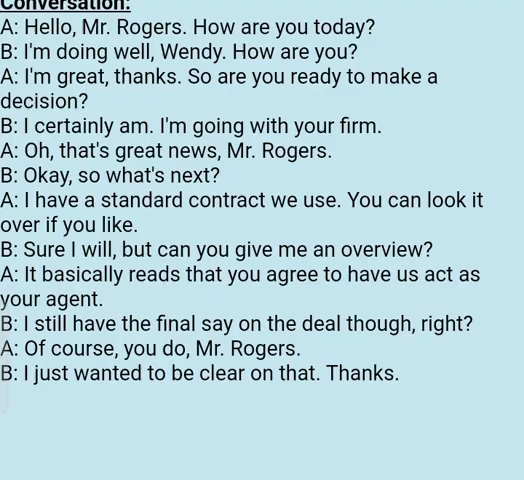 Conversation:
A: Hello, Mr. Rogers. How are you today?
B: I'm doing well, Wendy. How are you?
A: I'm great, thanks. So are you ready to make a
decision?
B: I certainly am. I'm going with your firm.
A: Oh, that's great news, Mr. Rogers.
B: Okay, so what's next?
A: I have a standard contract we use. You can look it
over if you like.
B: Sure I will, but can you give me an overview?
A: It basically reads that you agree to have us act as
your agent.
B: I still have the final say on the deal though, right?
A: Of course, you do, Mr. Rogers.
B: I just wanted to be clear on that. Thanks.